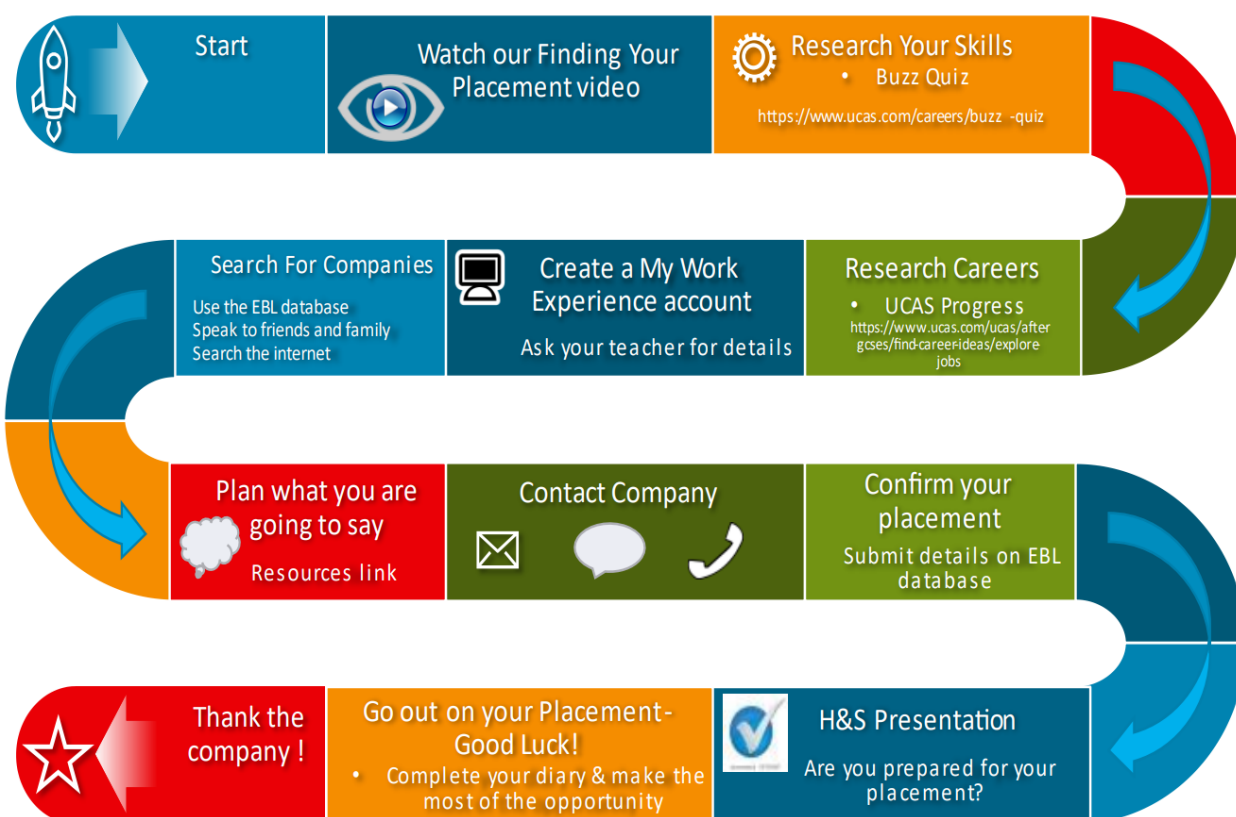 Start
Watch our Finding Your
Placement video
Research Your Skills
• Buzz Quiz
https://www.ucas.com/careers/buzz -quiz
Research Careers
• UCAS Progress
https://www.ucas.com/ucas/after
gcses/find-career-ideas/explore
jobs
Create a My Work
Experience account
Ask your teacher for details
Search For Companies
Use the EBL database
Speak to friends and family
Search the internet
Plan what you are
going to say
Resources link
Contact Company
Confirm your
placement
Submit details on EBL
database
H&S Presentation
Are you prepared for your
placement?
Go out on your Placement-
Good Luck!
• Complete your diary & make the
most of the opportunity
Thank the
company !